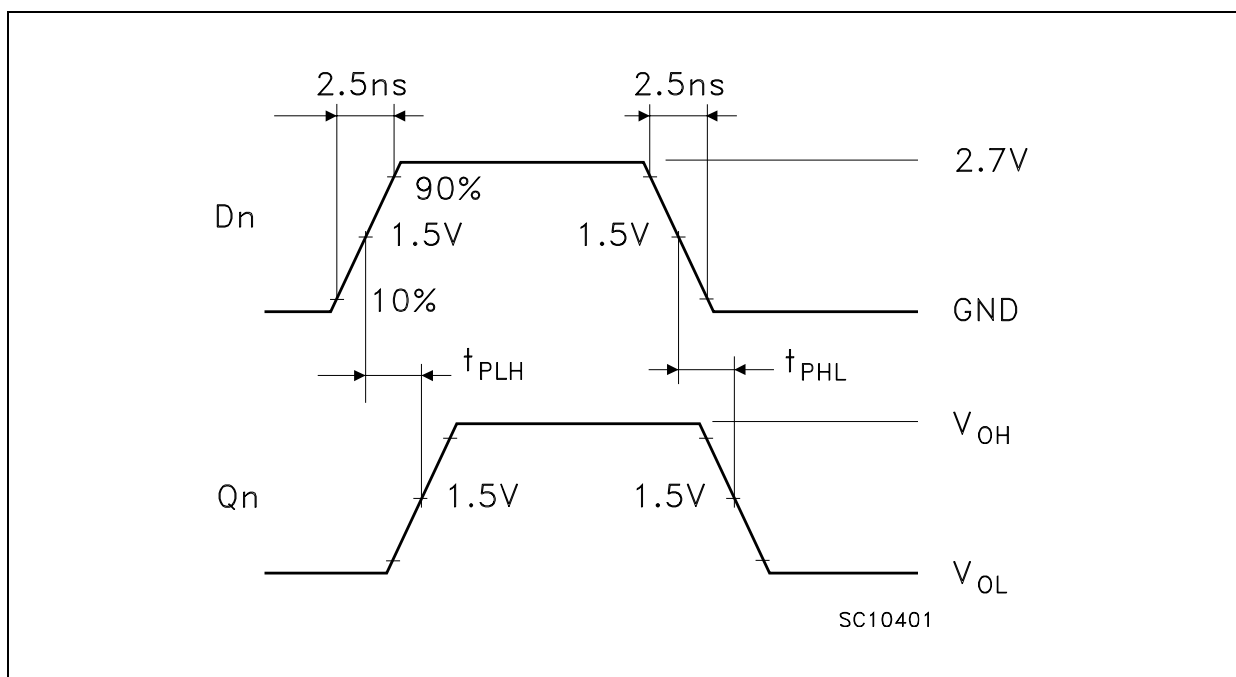 2.5ns 2.5ns
2.7V
90%
Dn 1.5V 1.5V
10%
GND
tPLH tPHL
VOH
Qn 1.5V 1.5V
VOL
SC10401